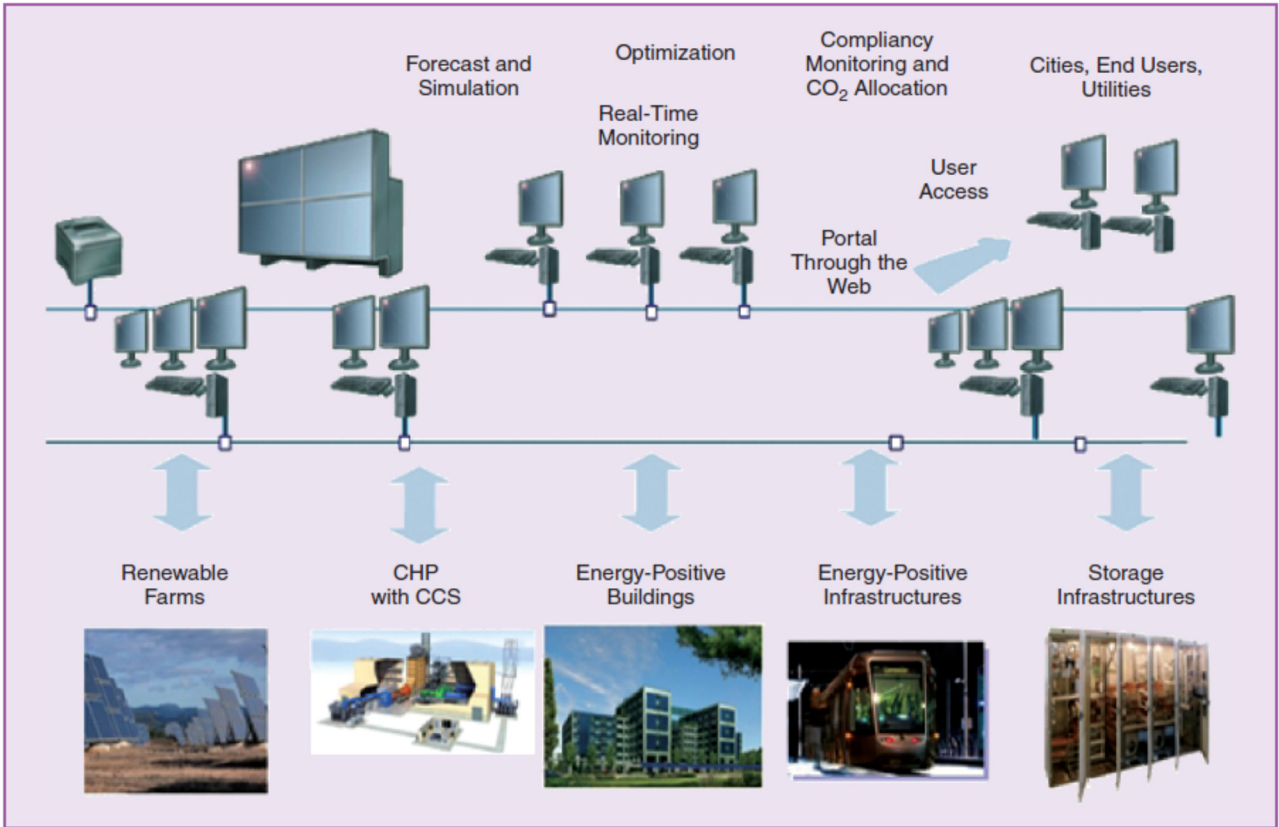 Forecast and
Simulation
Optimization
Real-Time
Monitoring
Compliancy
Monitoring and
CO₂ Allocation
Cities, End Users,
Utilities
User
Access
Portal
Through the
Web
Renewable
Farms
CHP
with CCS
Energy-Positive
Buildings
Energy-Positive
Infrastructures
Storage
Infrastructures